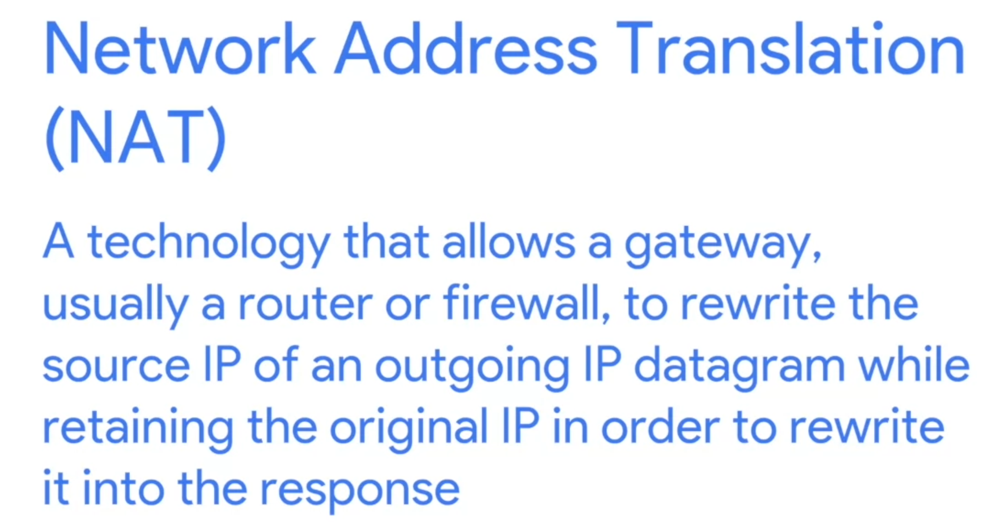 Network Address Translation
(NAT)
A technology that allows a gateway,
usually a router or firewall, to rewrite the
source IP of an outgoing IP datagram while
retaining the original IP in order to rewrite
it into the response